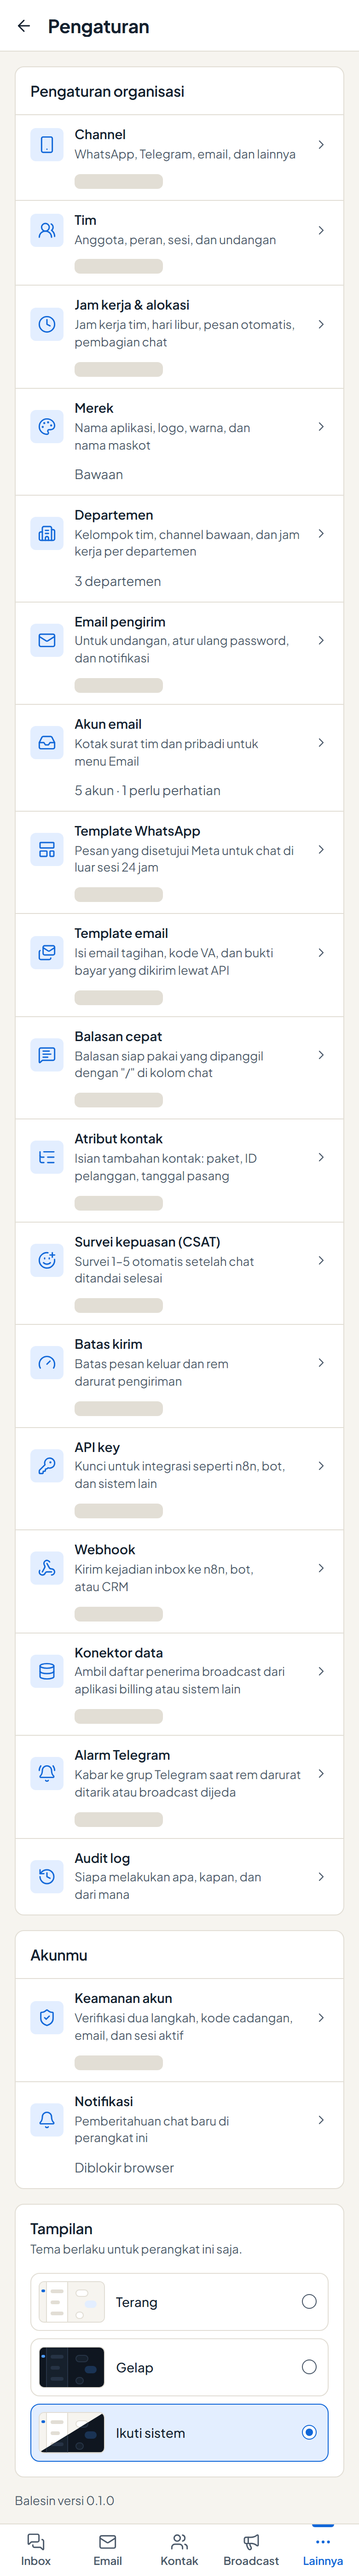 Pengaturan
Pengaturan organisasi
Channel
WhatsApp, Telegram, email, dan lainnya
Tim
Anggota, peran, sesi, dan undangan
Jam kerja & alokasi
Jam kerja tim, hari libur, pesan otomatis,
pembagian chat
Merek
Nama aplikasi, logo, warna, dan
nama maskot
Bawaan
Departemen
Kelompok tim, channel bawaan, dan jam
kerja per departemen
3 departemen
Email pengirim
Untuk undangan, atur ulang password,
dan notifikasi
Akun email
Kotak surat tim dan pribadi untuk
menu Email
5 akun · 1 perlu perhatian
Template WhatsApp
Pesan yang disetujui Meta untuk chat di
luar sesi 24 jam
Template email
Isi email tagihan, kode VA, dan bukti
bayar yang dikirim lewat API
Balasan cepat
Balasan siap pakai yang dipanggil
dengan "/" di kolom chat
Atribut kontak
Isian tambahan kontak: paket, ID
pelanggan, tanggal pasang
Survei kepuasan (CSAT)
Survei 1–5 otomatis setelah chat
ditandai selesai
Batas kirim
Batas pesan keluar dan rem
darurat pengiriman
API key
Kunci untuk integrasi seperti n8n, bot,
dan sistem lain
Webhook
Kirim kejadian inbox ke n8n, bot,
atau CRM
Konektor data
Ambil daftar penerima broadcast dari
aplikasi billing atau sistem lain
Alarm Telegram
Kabar ke grup Telegram saat rem darurat
ditarik atau broadcast dijeda
Audit log
Siapa melakukan apa, kapan, dan
dari mana
Akunmu
Keamanan akun
Verifikasi dua langkah, kode cadangan,
email, dan sesi aktif
Notifikasi
Pemberitahuan chat baru di
perangkat ini
Diblokir browser
Tampilan
Tema berlaku untuk perangkat ini saja.
Terang
Gelap
Ikuti sistem
Balesin versi 0.1.0
Inbox
Email
Kontak
Broadcast
Lainnya